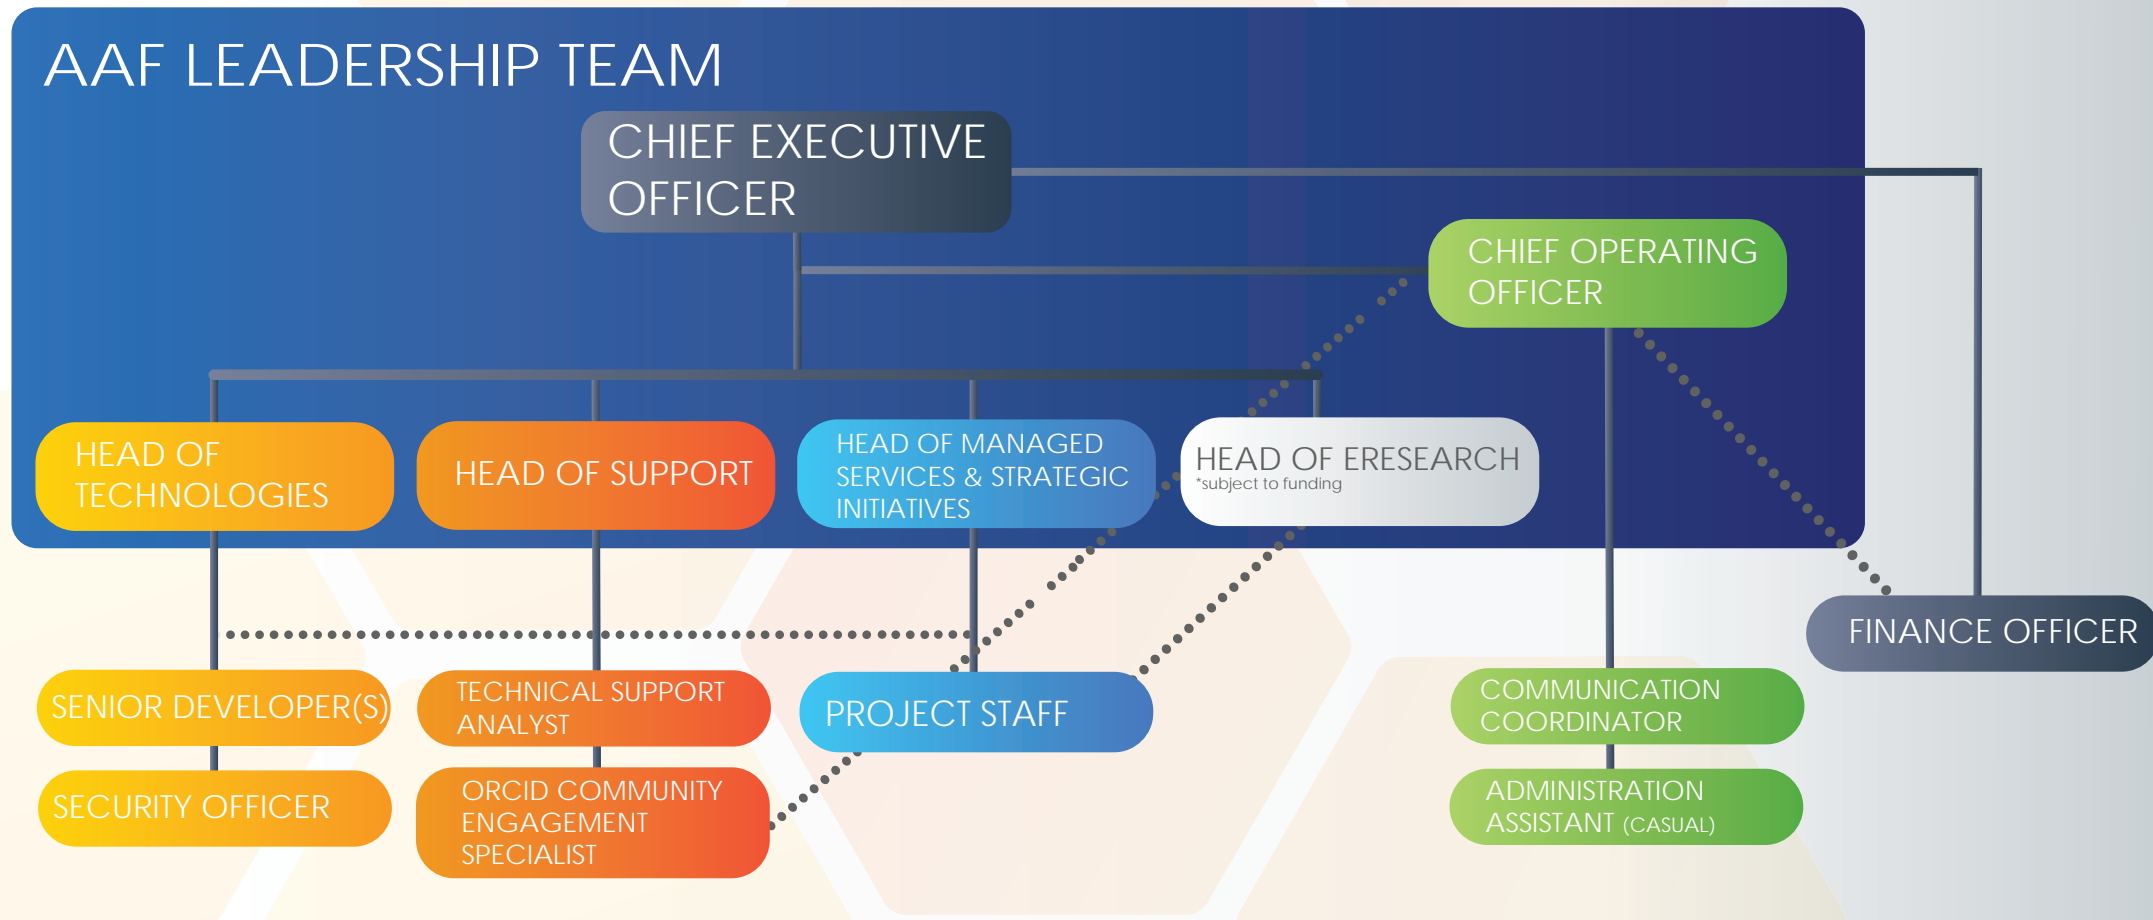 AAF LEADERSHIP TEAM
CHIEF EXECUTIVE
OFFICER
CHIEF OPERATING
OFFICER
HEAD OF
TECHNOLOGIES
HEAD OF SUPPORT
HEAD OF MANAGED
SERVICES & STRATEGIC
INITIATIVES
HEAD OF ERESEARCH
*subject to funding
FINANCE OFFICER
SENIOR DEVELOPER(S)
TECHNICAL SUPPORT
ANALYST
PROJECT STAFF
COMMUNICATION
COORDINATOR
SECURITY OFFICER
ORCID COMMUNITY
ENGAGEMENT
SPECIALIST
ADMINISTRATION
ASSISTANT (CASUAL)